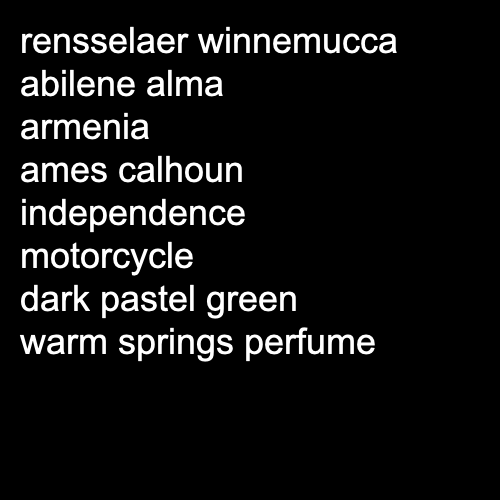 rensselaer winnemucca
abilene alma
armenia
ames calhoun
independence
motorcycle
dark pastel green
warm springs perfume